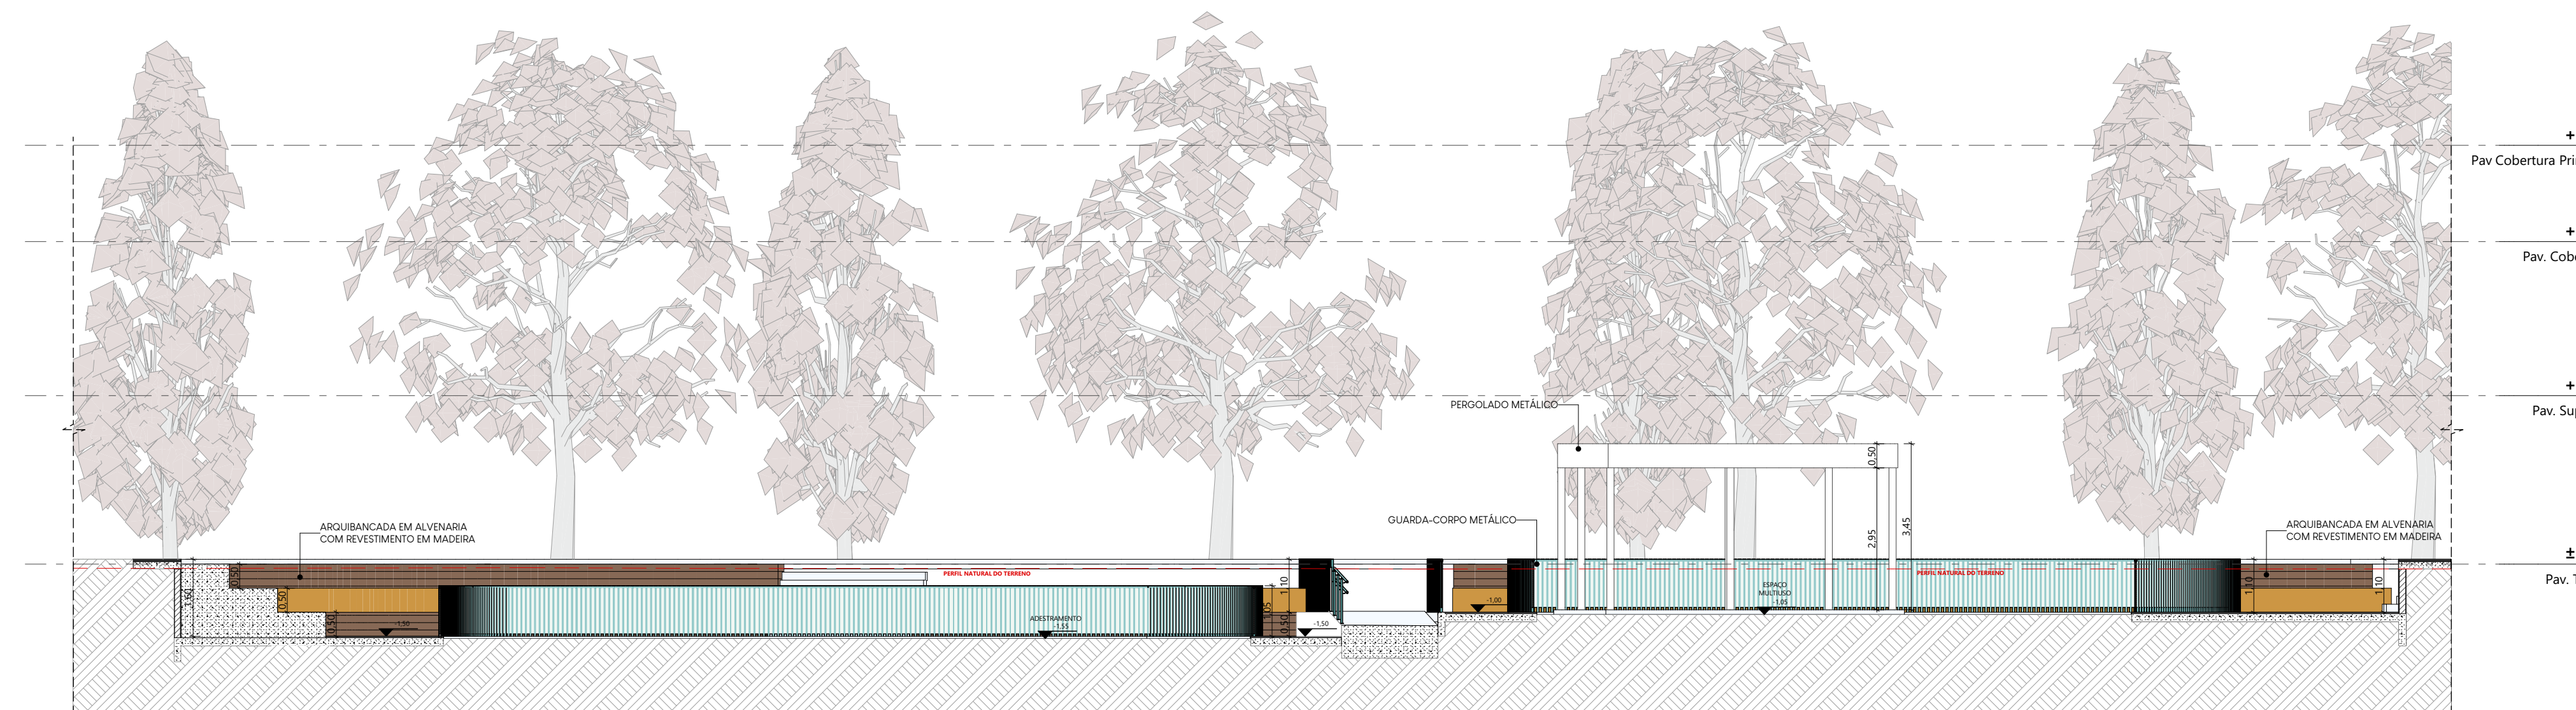 +
Pav Cobertura Pri
+
Pav. Cobe
+
Pav. Sup
±
Pav. T
PERGOLADO METÁLICO
0,50
2,95
3,45
GUARDA-CORPO METÁLICO
ARQUIBANCADA EM ALVENARIA
COM REVESTIMENTO EM MADEIRA
ARQUIBANCADA EM ALVENARIA
COM REVESTIMENTO EM MADEIRA
PERFIL NATURAL DO TERRENO
PERFIL NATURAL DO TERRENO
0,50
0,50
0,50
1,60
-1,50
ADESTRAMENTO
-1,55
1,10
1,05
0,50
-1,50
-1,00
ESPAÇO
MULTIUSO
-1,05
1,10
1,10